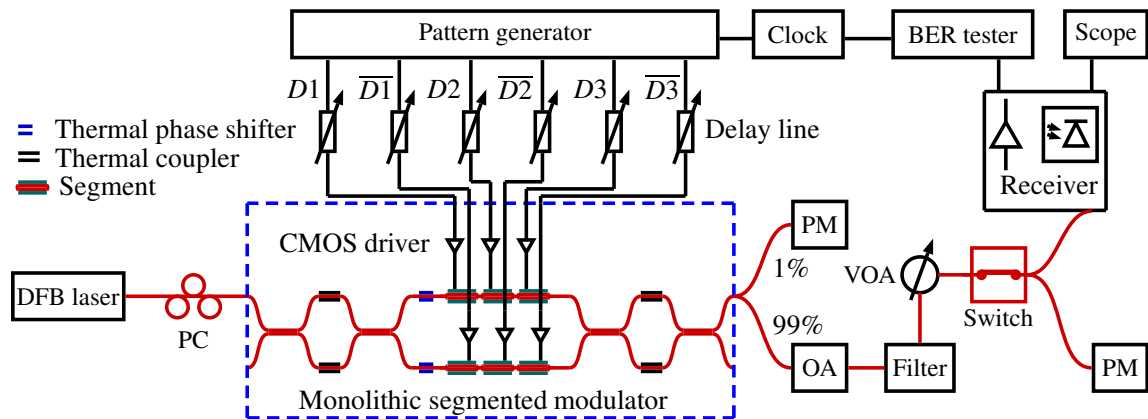 Pattern generator
Clock
BER tester
Scope
D1
D1
D2
D2
D3
D3
Delay line
Thermal phase shifter
Thermal coupler
Segment
Receiver
CMOS driver
PM
1%
VOA
DFB laser
PC
99%
Switch
OA
Filter
PM
Monolithic segmented modulator